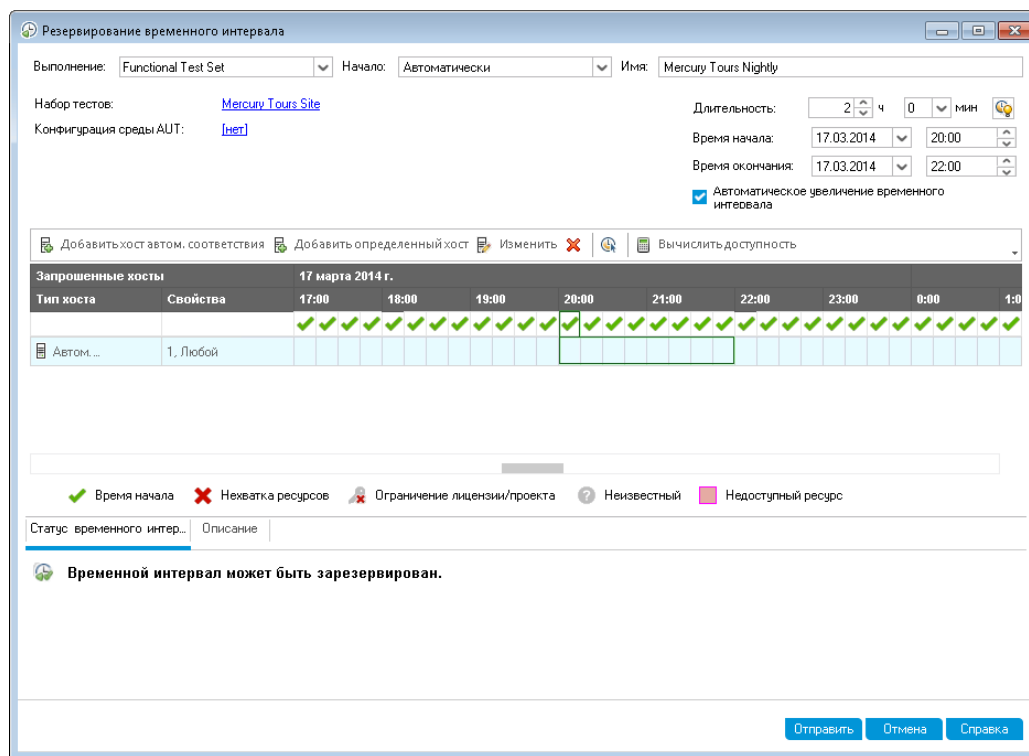 Резервирование временного интервала
Выполнение: Functional Test Set Начало: Автоматически Имя: Mercury Tours Nightly
Набор тестов: Mercury Tours Site
Конфигурация среды AUT: [нет]
Длительность: 2 ч 0 мин
Время начала: 17.03.2014 20:00
Время окончания: 17.03.2014 22:00
Автоматическое увеличение временного
интервала
Добавить хост автом. соответствия Добавить определенный хост Изменить Вычислить доступность
Запрошенные хосты 17 марта 2014 г.
Тип хоста Свойства 17:00 18:00 19:00 20:00 21:00 22:00 23:00 0:00 1:0
Автом.... 1, Любой
Время начала Нехватка ресурсов Ограничение лицензии/проекта Неизвестный Недоступный ресурс
Статус временного интер... Описание
Временной интервал может быть зарезервирован.
Отправить Отмена Справка